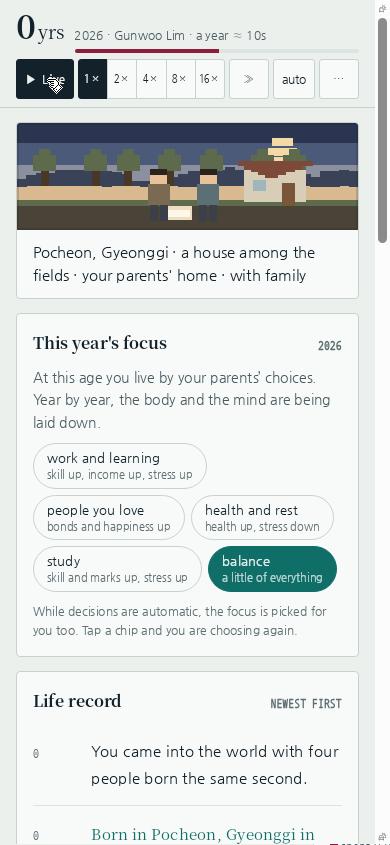 0 yrs
2026 · Gunwoo Lim · a year ≈ 10s
▶ Live
1×
2×
4×
8×
16×
≫
auto
···
Pocheon, Gyeonggi · a house among the
fields · your parents' home · with family
This year's focus
2026
At this age you live by your parents' choices.
Year by year, the body and the mind are being
laid down.
work and learning
skill up, income up, stress up
people you love
bonds and happiness up
health and rest
health up, stress down
study
skill and marks up, stress up
balance
a little of everything
While decisions are automatic, the focus is picked for
you too. Tap a chip and you are choosing again.
Life record
NEWEST FIRST
0
You came into the world with four
people born the same second.
0
Born in Pocheon, Gyeonggi in